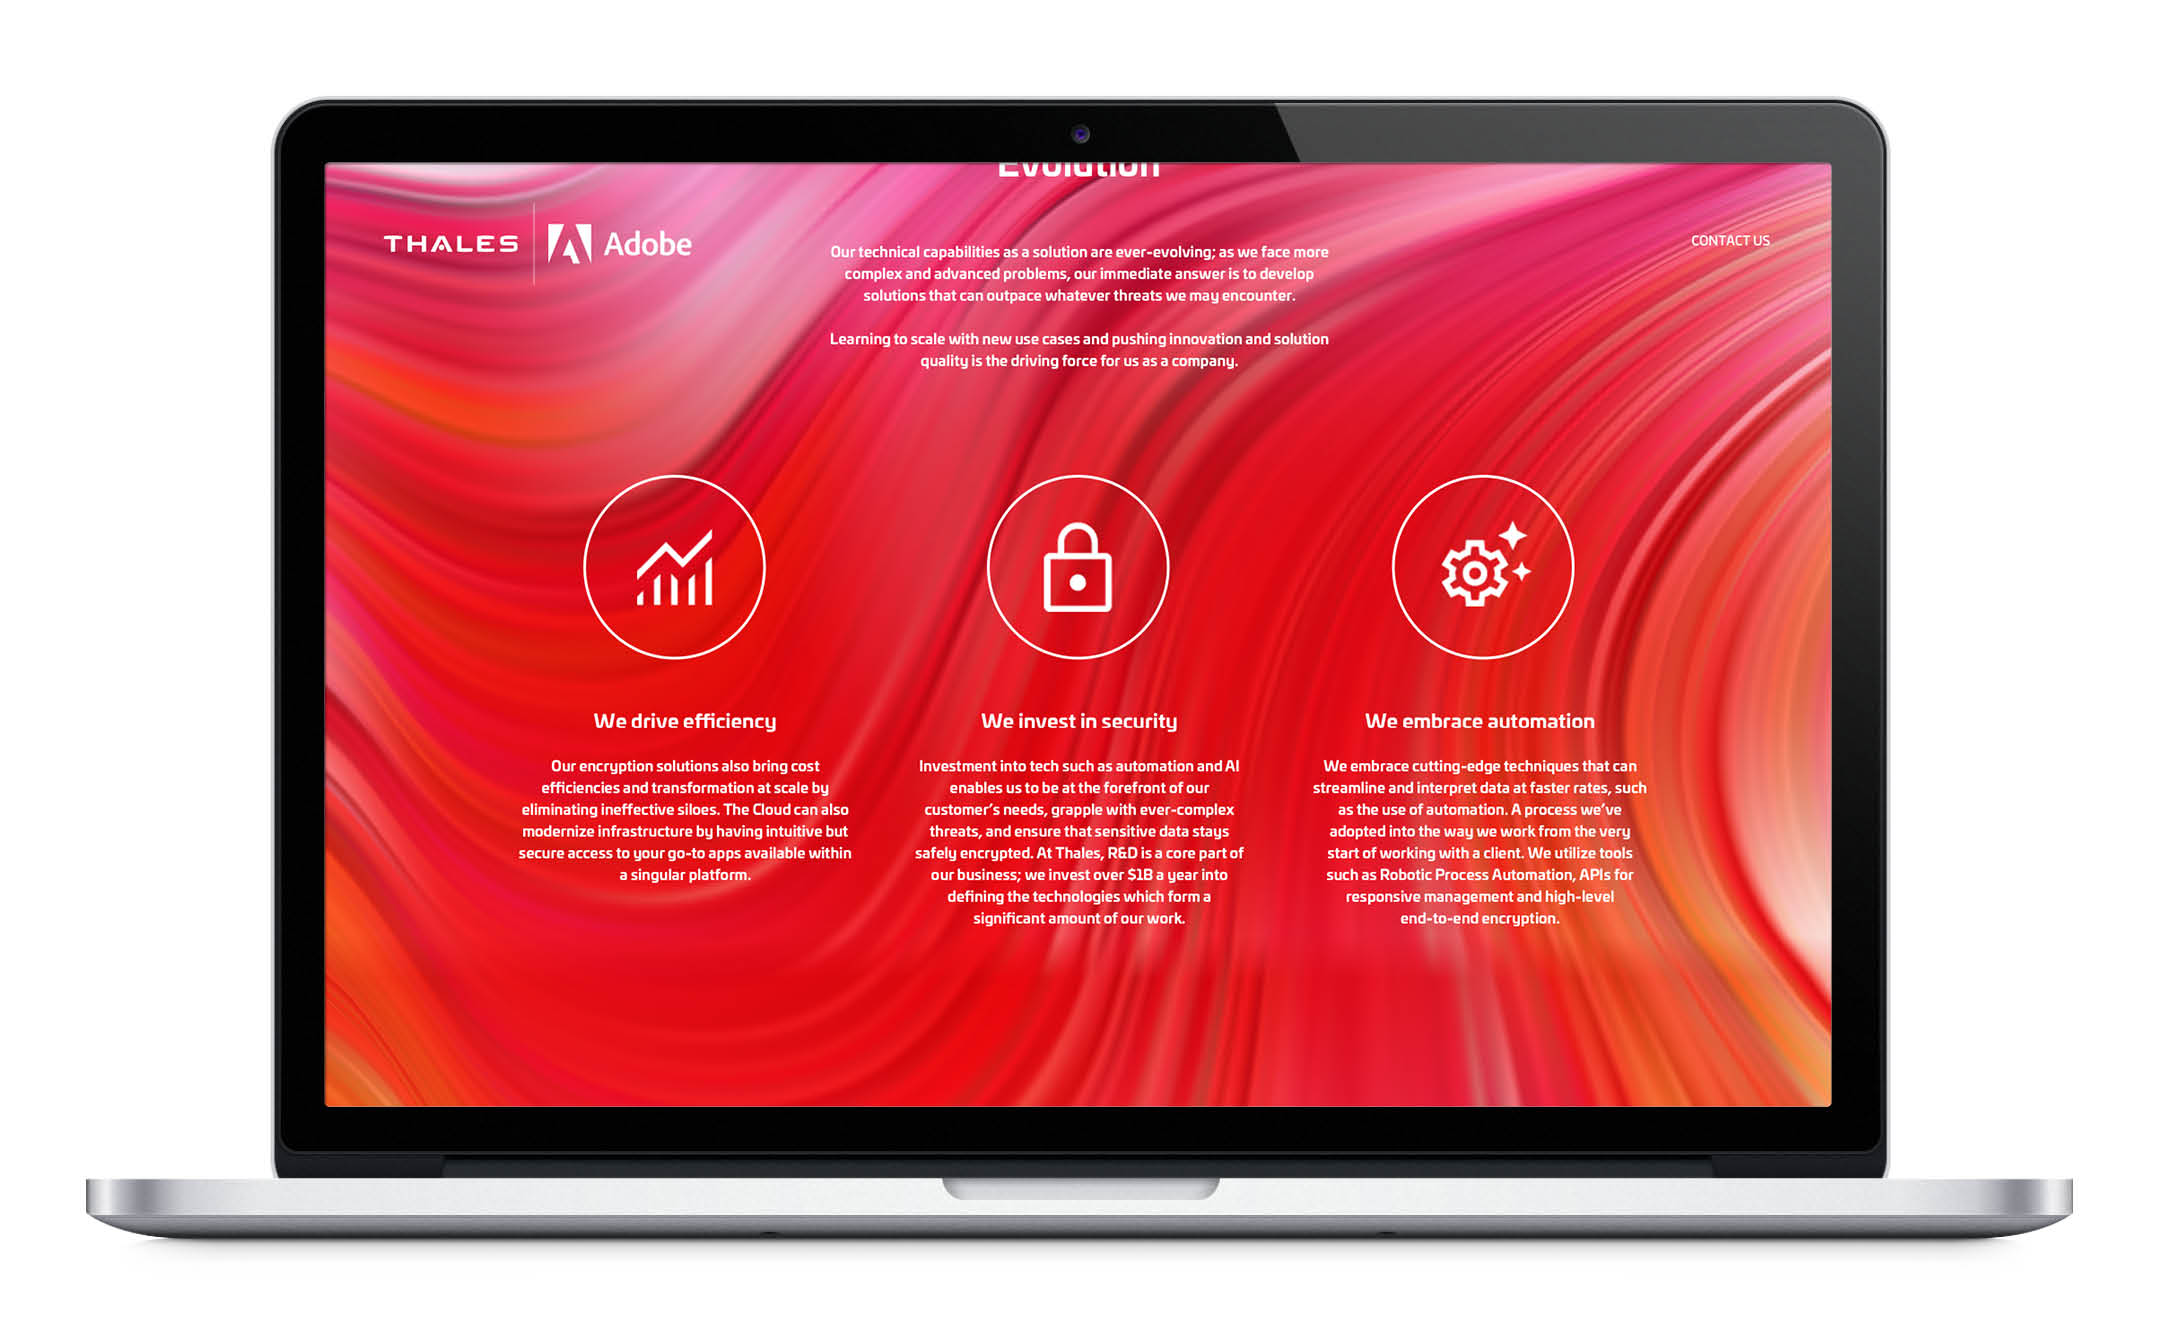 Evolution
THALES
Adobe
CONTACT US
Our technical capabilities as a solution are ever-evolving; as we face more
complex and advanced problems, our immediate answer is to develop
solutions that can outpace whatever threats we may encounter.
Learning to scale with new use cases and pushing innovation and solution
quality is the driving force for us as a company.
We drive efficiency
Our encryption solutions also bring cost
efficiencies and transformation at scale by
eliminating ineffective siloes. The Cloud can also
modernize infrastructure by having intuitive but
secure access to your go-to apps available within
a singular platform.
We invest in security
Investment into tech such as automation and AI
enables us to be at the forefront of our
customer's needs, grapple with ever-complex
threats, and ensure that sensitive data stays
safely encrypted. At Thales, R&D is a core part of
our business; we invest over $1B a year into
defining the technologies which form a
significant amount of our work.
We embrace automation
We embrace cutting-edge techniques that can
streamline and interpret data at faster rates, such
as the use of automation. A process we've
adopted into the way we work from the very
start of working with a client. We utilize tools
such as Robotic Process Automation, APIs for
responsive management and high-level
end-to-end encryption.